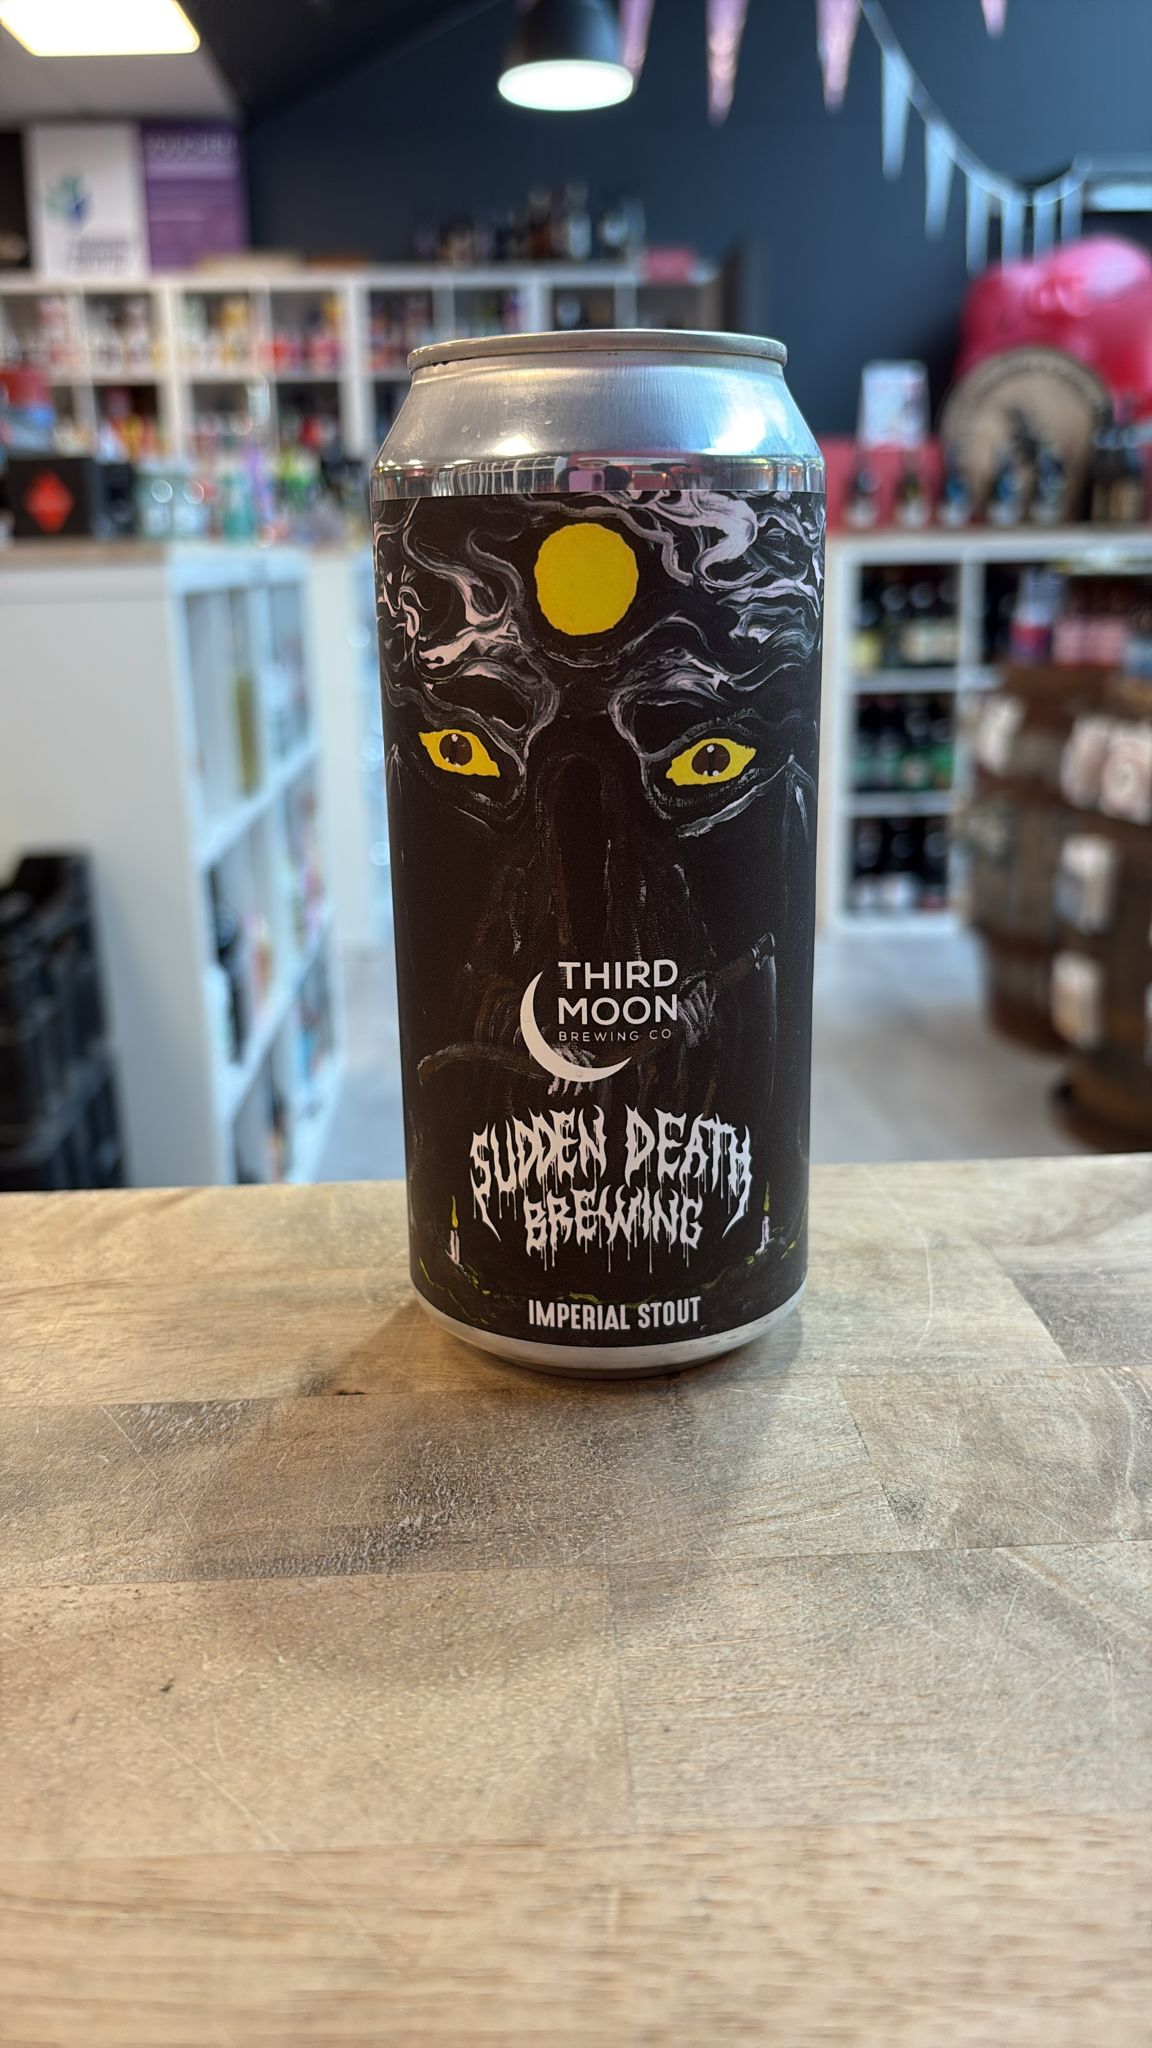 THIRD
MOON
BREWING CO
SUDDEN DEATH
BREWING
IMPERIAL STOUT